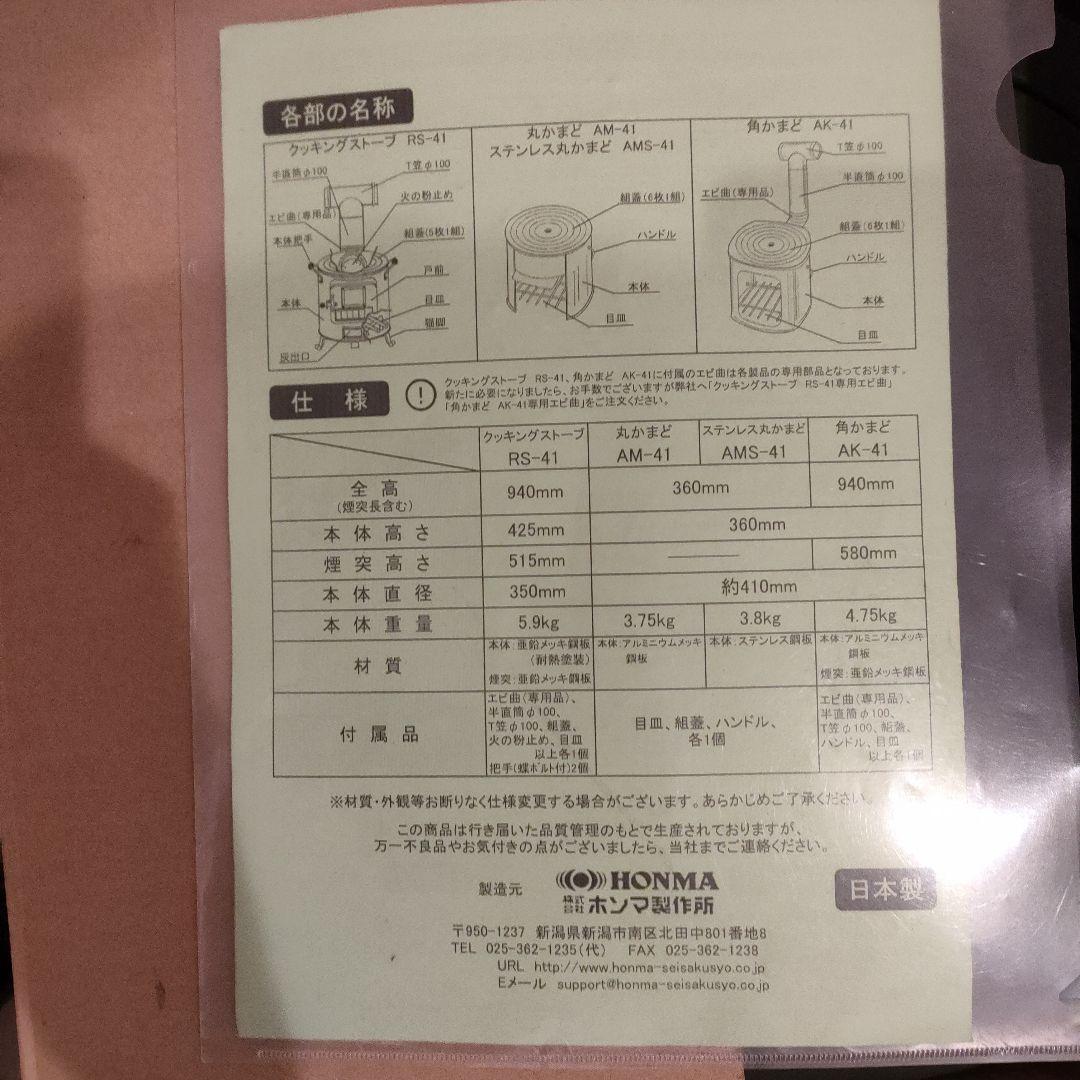 各部の名称
クッキングストーブ RS-41
半直筒φ100
T笠φ100
火の粉止め
エビ曲(専用品)
本体把手
組蓋(5枚1組)
戸前
本体
目皿
猫脚
灰出口
丸かまど AM-41
ステンレス丸かまど AMS-41
組蓋(6枚1組)
ハンドル
本体
目皿
角かまど AK-41
T笠φ100
半直筒φ100
エビ曲(専用品)
組蓋(6枚1組)
ハンドル
本体
目皿
仕 様
クッキングストーブ RS-41、角かまど AK-41に付属のエビ曲は各製品の専用部品となっております。
新たに必要になりましたら、お手数でございますが弊社へ「クッキングストーブ RS-41専用エビ曲」
「角かまど AK-41専用エビ曲」をご注文ください。
クッキングストーブ RS-41 丸かまど AM-41 ステンレス丸かまど AMS-41 角かまど AK-41
全高 (煙突長含む) 940mm 360mm 940mm
本体高さ 425mm 360mm
煙突高さ 515mm ――― 580mm
本体直径 350mm 約410mm
本体重量 5.9kg 3.75kg 3.8kg 4.75kg
材質 本体:亜鉛メッキ鋼板 (耐熱塗装) 煙突:亜鉛メッキ鋼板 本体:アルミニウムメッキ鋼板 本体:ステンレス鋼板 本体:アルミニウムメッキ鋼板 煙突:亜鉛メッキ鋼板
付属品 エビ曲(専用品)、半直筒φ100、T笠φ100、組蓋、火の粉止め、目皿 以上各1個 把手(蝶ボルト付)2個 目皿、組蓋、ハンドル、各1個 エビ曲(専用品)、半直筒φ100、T笠φ100、組蓋、ハンドル、目皿 以上各1個
※材質・外観等お断りなく仕様変更する場合がございます。あらかじめご了承ください。
この商品は行き届いた品質管理のもとで生産されておりますが、
万一不良品やお気付きの点がございましたら、当社までご連絡ください。
製造元 HONMA
株式会社 ホンマ製作所
日本製
〒950-1237 新潟県新潟市南区北田中801番地8
TEL 025-362-1235(代) FAX 025-362-1238
URL http://www.honma-seisakusyo.co.jp
Eメール support@honma-seisakusyo.co.jp